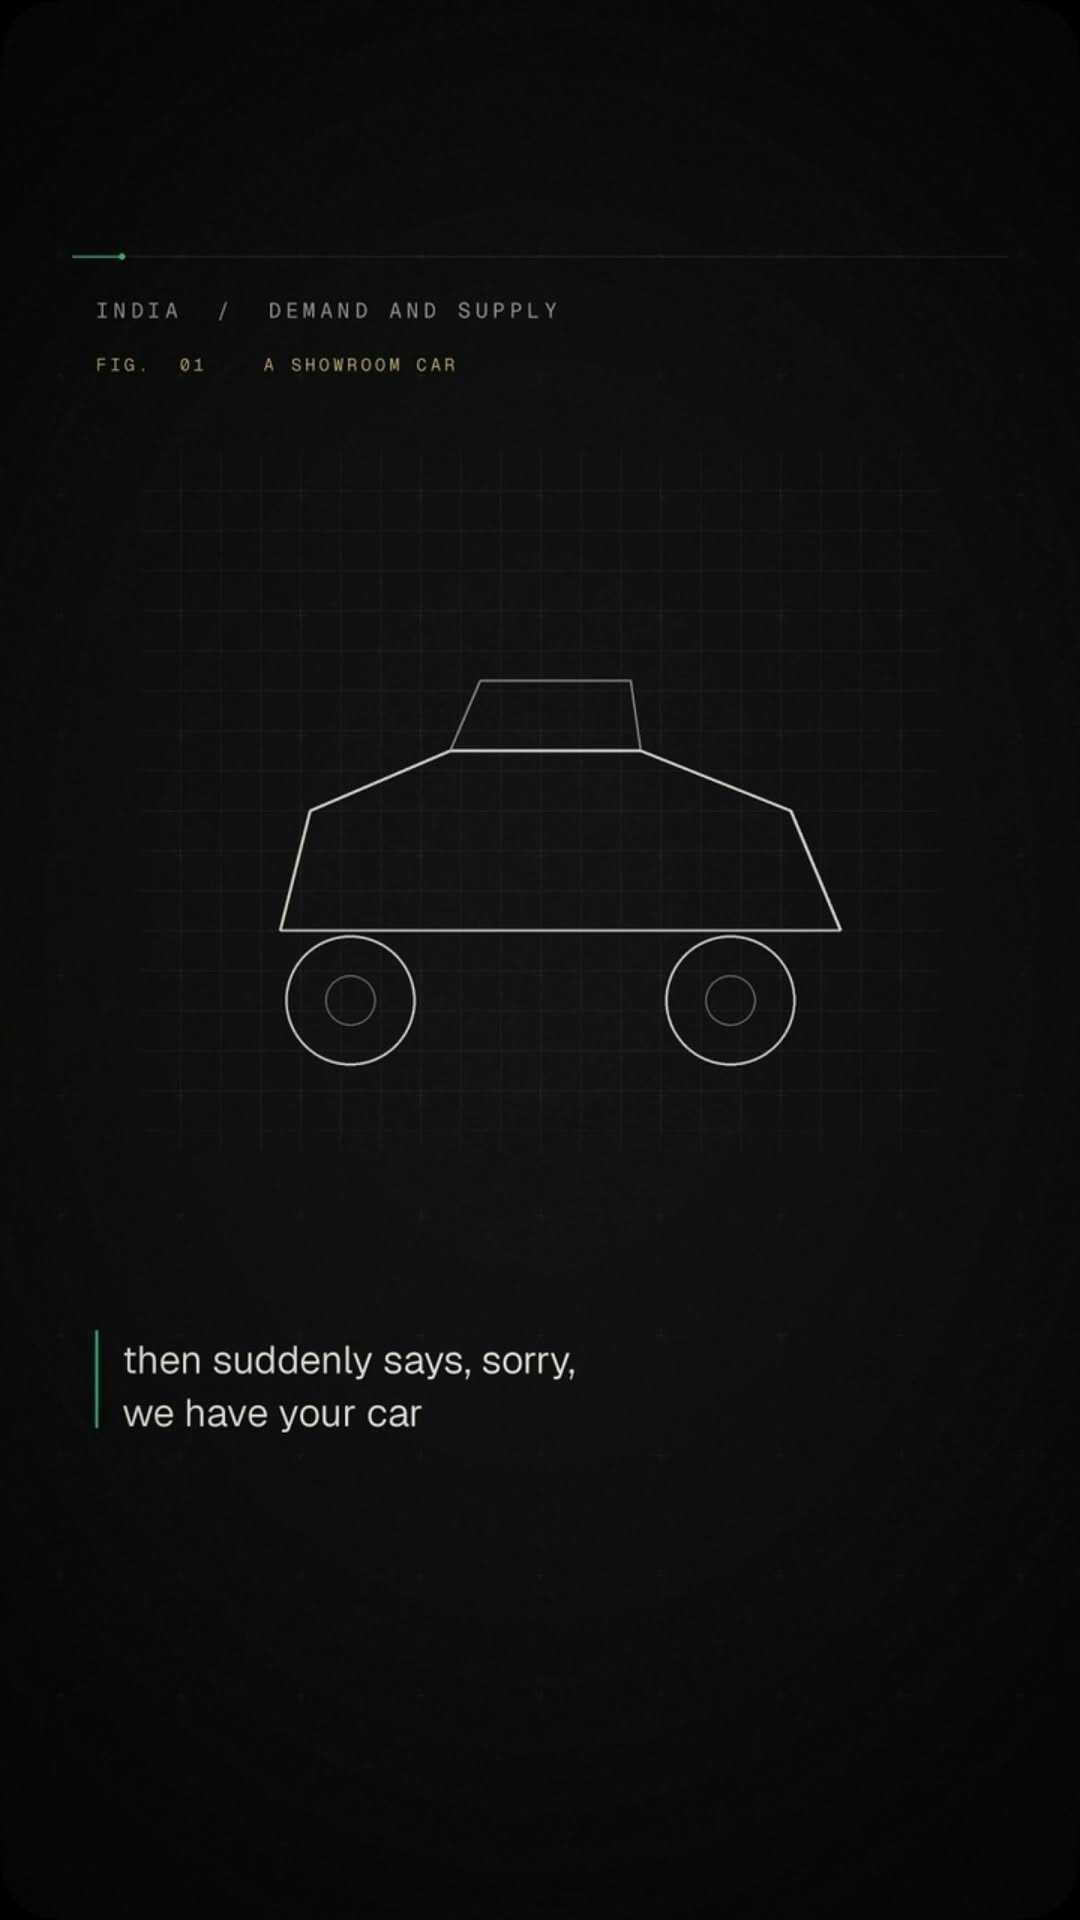 INDIA / DEMAND AND SUPPLY
FIG. 01 A SHOWROOM CAR
then suddenly says, sorry,
we have your car